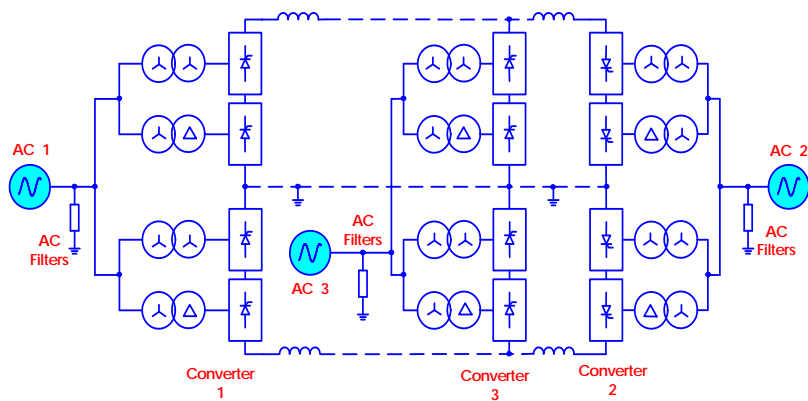 AC 1
AC
Filters
AC 3
AC
Filters
AC 2
AC
Filters
Converter
1
Converter
3
Converter
2